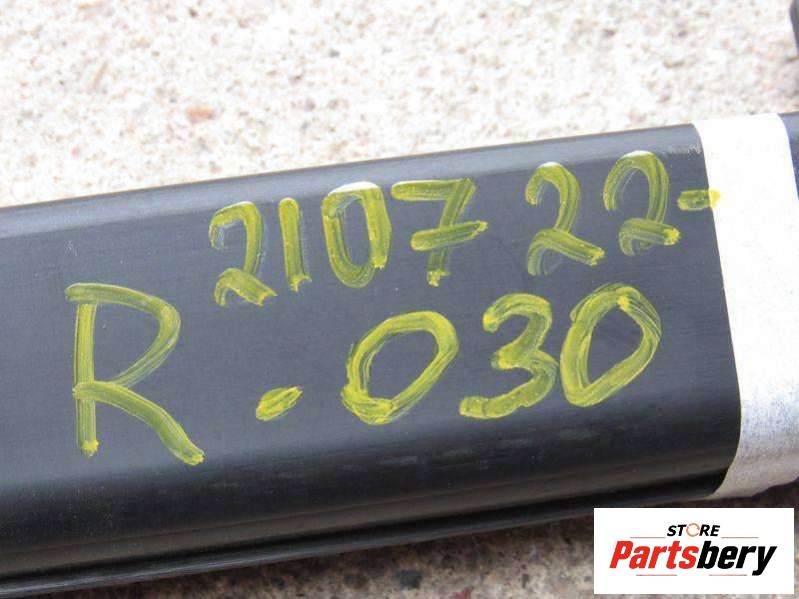 210722-
R -030
STORE
Partsbery